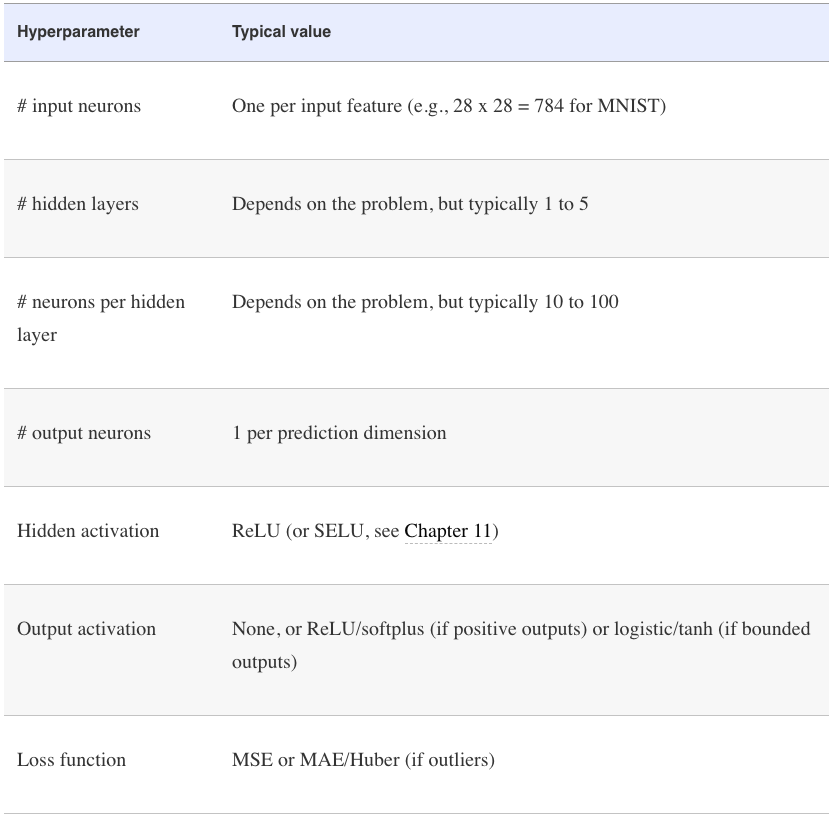 Hyperparameter Typical value
# input neurons One per input feature (e.g., 28 x 28 = 784 for MNIST)
# hidden layers Depends on the problem, but typically 1 to 5
# neurons per hidden Depends on the problem, but typically 10 to 100
layer
# output neurons 1 per prediction dimension
Hidden activation ReLU (or SELU, see Chapter 11)
Output activation None, or ReLU/softplus (if positive outputs) or logistic/tanh (if bounded
outputs)
Loss function MSE or MAE/Huber (if outliers)